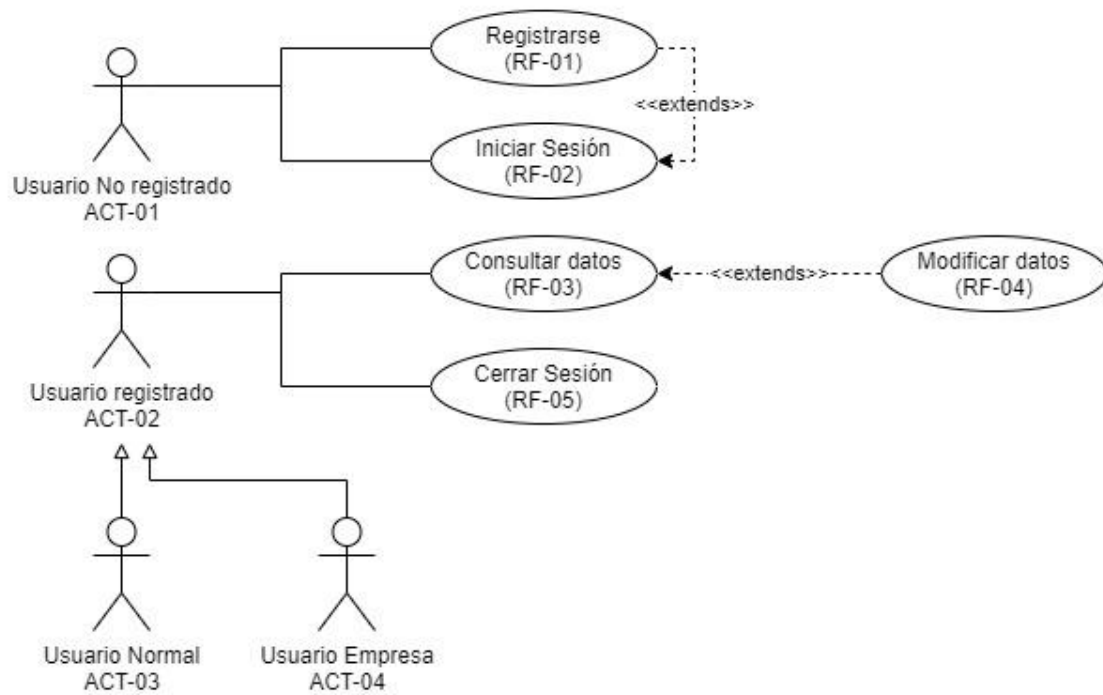 Registrarse
(RF-01)
<<extends>>
Iniciar Sesión
(RF-02)
Usuario No registrado
ACT-01
Consultar datos
(RF-03)
<<extends>>
Modificar datos
(RF-04)
Cerrar Sesión
(RF-05)
Usuario registrado
ACT-02
Usuario Normal
ACT-03
Usuario Empresa
ACT-04